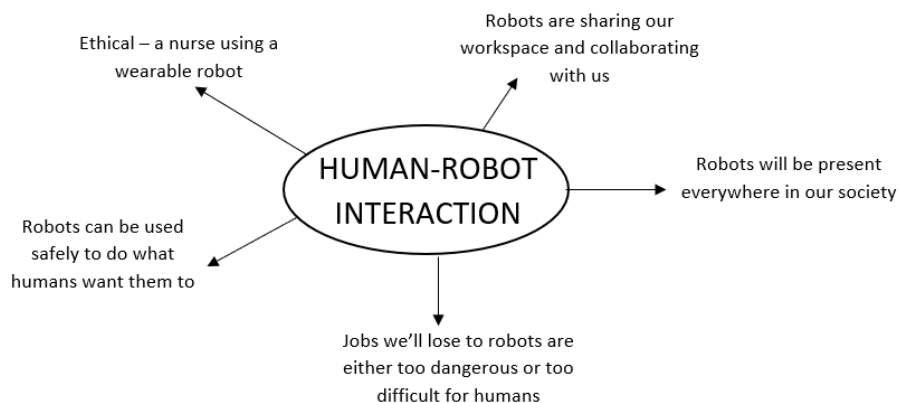 Ethical – a nurse using a
wearable robot
Robots are sharing our
workspace and collaborating
with us
HUMAN-ROBOT
INTERACTION
Robots will be present
everywhere in our society
Robots can be used
safely to do what
humans want them to
Jobs we’ll lose to robots are
either too dangerous or too
difficult for humans